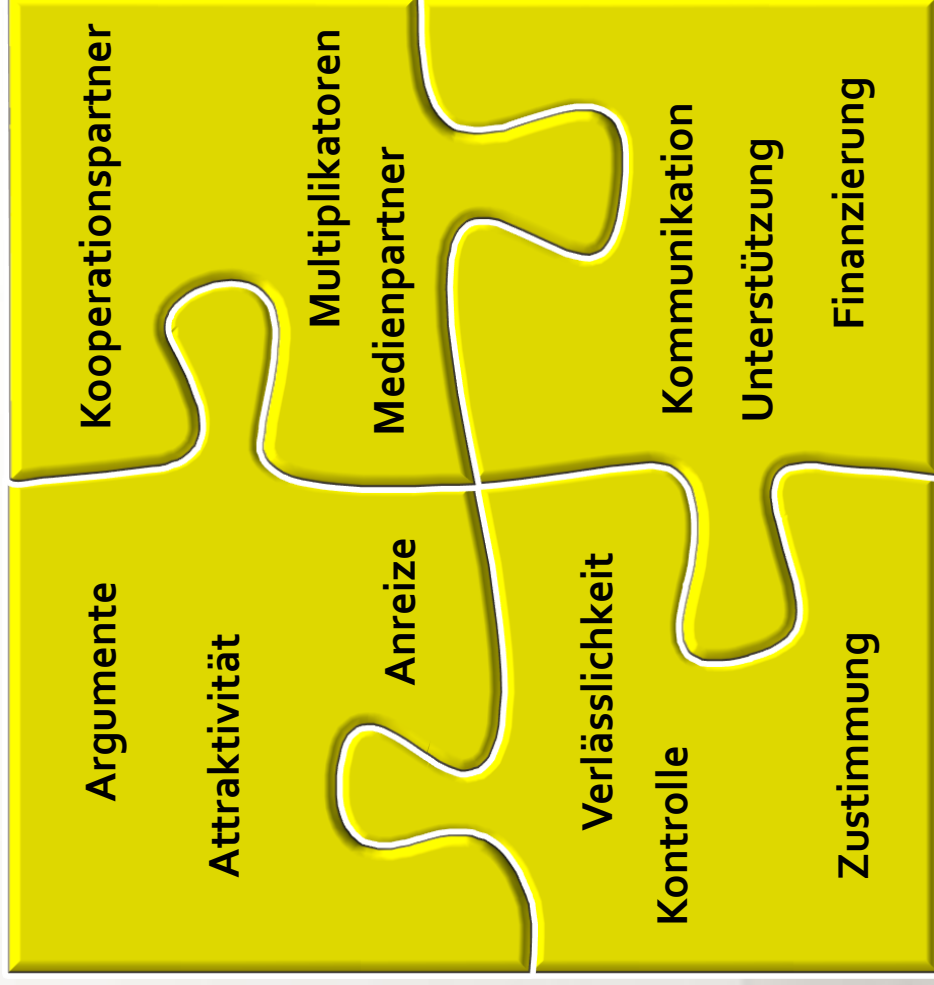 Argumente
Attraktivität
Anreize
Kooperationspartner
Multiplikatoren
Medienpartner
Verlässlichkeit
Kontrolle
Zustimmung
Kommunikation
Unterstützung
Finanzierung